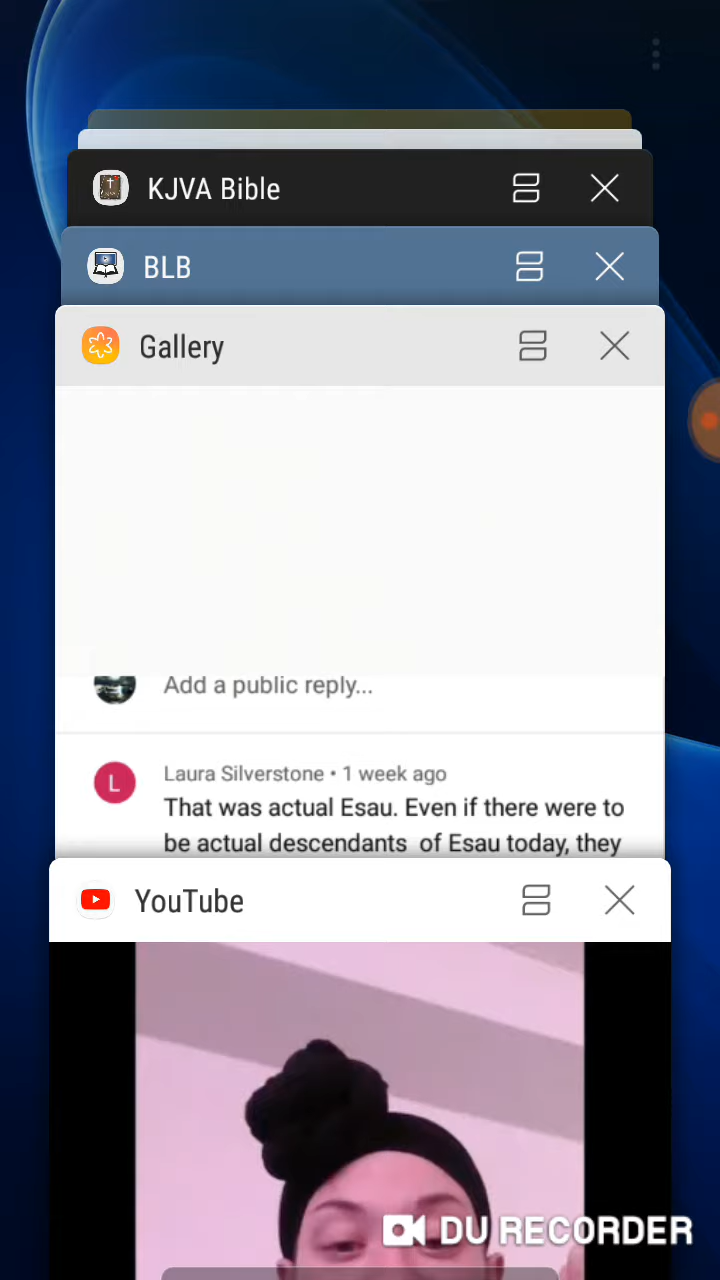 KJVA Bible
BLB
Gallery
Add a public reply...
L
Laura Silverstone • 1 week ago
That was actual Esau. Even if there were to
be actual descendants of Esau today, they
YouTube
DU RECORDER